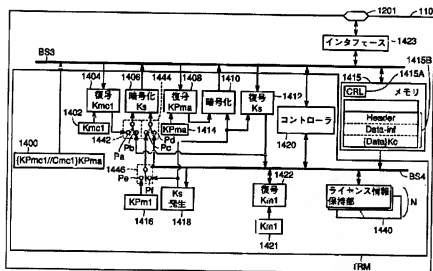 1201
110
インタフェース
1423
BS3
1415B
1404
1406
1444
1408
1410
1412
1415
1415A
復号
Kmc1
暗号化
Ks
復号
KPma
暗号化
復号
Ks
CRL
メモリ
1402
Kmc1
KPma
1414
コントローラ
1420
Header
Data-inf
{Data}Kc
1442
Pa
Pb
Pc
Pd
1400
{KPmc1//Cmc1}KPma
BS4
1446
Pe
Pf
1422
復号
Km1
KPm1
Ks
発生
ライセンス情報
保持部
N
1416
1418
Km1
1421
1440
TRM